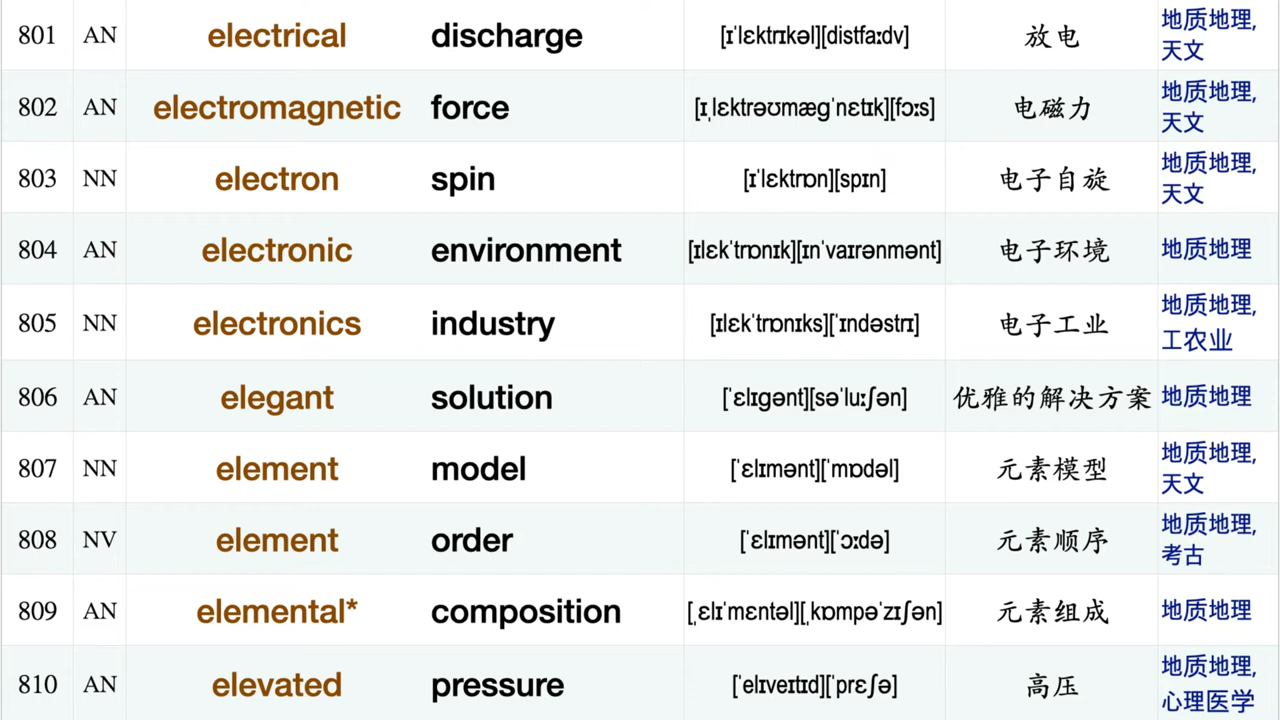 801 AN electrical discharge [ɪˈlɛktrɪkəl][distfaɪdv] 放电 地质地理,
天文
802 AN electromagnetic force [ɪˌlɛktrəʊmægˈnɛtɪk][fɔɪs] 电磁力 地质地理,
天文
803 NN electron spin [ɪˈlɛktrɒn][spɪn] 电子自旋 地质地理,
天文
804 AN electronic environment [ɪlɛkˈtrɒnɪk][ɪnˈvaɪrənmənt] 电子环境 地质地理
805 NN electronics industry [ɪlɛkˈtrɒnɪks][ˈɪndəstrɪ] 电子工业 地质地理,
工农业
806 AN elegant solution [ˈɛlɪgənt][səˈluːʃən] 优雅的解决方案 地质地理
807 NN element model [ˈɛlɪmənt][ˈmɒdəl] 元素模型 地质地理,
天文
808 NV element order [ˈɛlɪmənt][ˈɔɪdə] 元素顺序 地质地理,
考古
809 AN elemental* composition [ˌɛlɪˈmɛntəl][ˌkɒmpəˈzɪʃən] 元素组成 地质地理
810 AN elevated pressure [ˈelɪveɪtɪd][ˈprɛʃə] 高压 地质地理,
心理医学